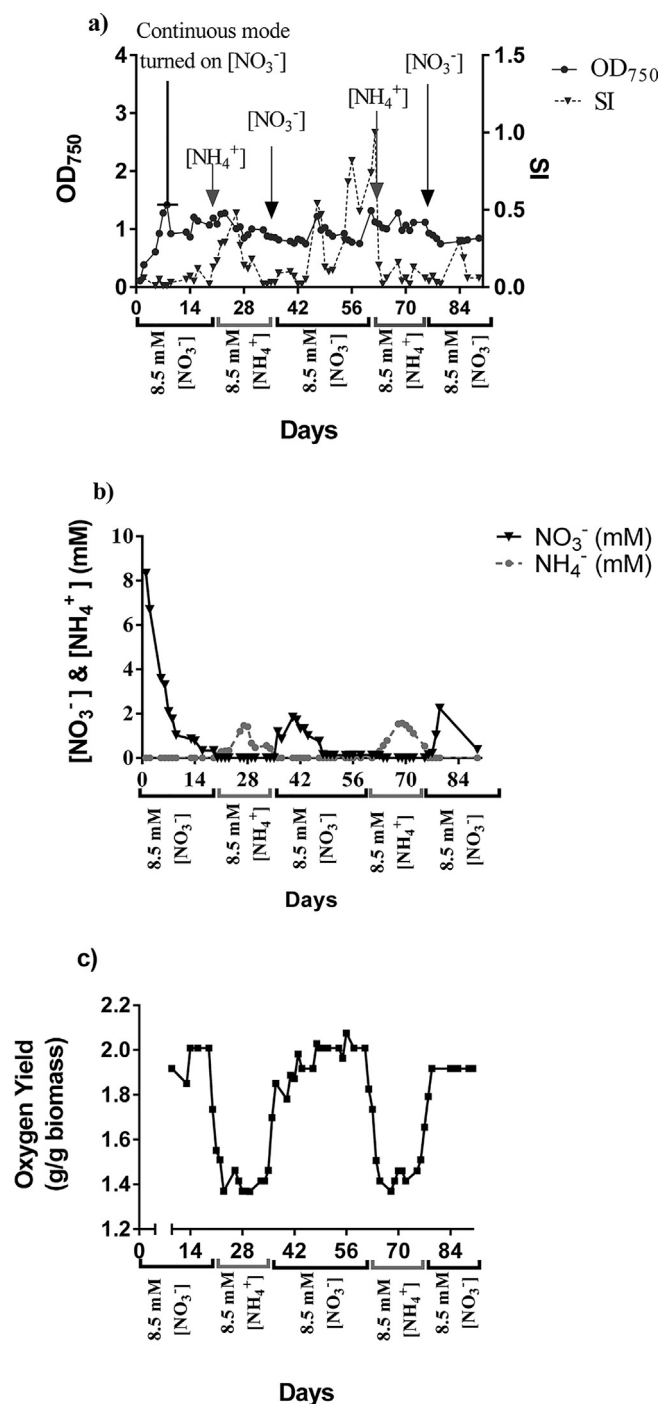 a)
Continuous mode
turned on [NO₃⁻]
[NH₄⁺]
[NO₃⁻]
[NH₄⁺]
[NO₃⁻]
OD₇₅₀
SI
4
3
2
1
0
OD₇₅₀
1.5
1.0
0.5
0.0
SI
0 14 28 42 56 70 84
8.5 mM
[NO₃⁻]
8.5 mM
[NH₄⁺]
8.5 mM
[NO₃⁻]
8.5 mM
[NH₄⁺]
8.5 mM
[NO₃⁻]
Days
b)
[NO₃⁻] & [NH₄⁺] (mM)
10
8
6
4
2
0
NO₃⁻ (mM)
NH₄⁻ (mM)
0 14 28 42 56 70 84
8.5 mM
[NO₃⁻]
8.5 mM
[NH₄⁺]
8.5 mM
[NO₃⁻]
8.5 mM
[NH₄⁺]
8.5 mM
[NO₃⁻]
Days
c)
Oxygen Yield
(g/g biomass)
2.2
2.0
1.8
1.6
1.4
1.2
0 14 28 42 56 70 84
8.5 mM
[NO₃⁻]
8.5 mM
[NH₄⁺]
8.5 mM
[NO₃⁻]
8.5 mM
[NH₄⁺]
8.5 mM
[NO₃⁻]
Days